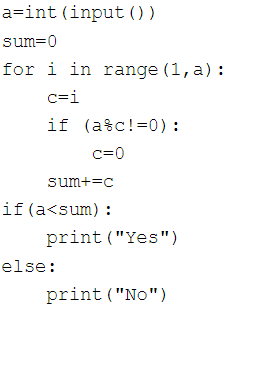 a=int(input())
sum=0
for i in range(1,a):
    c=i
    if (a%c!=0):
        c=0
    sum+=c
if(a<sum):
    print("Yes")
else:
    print("No")